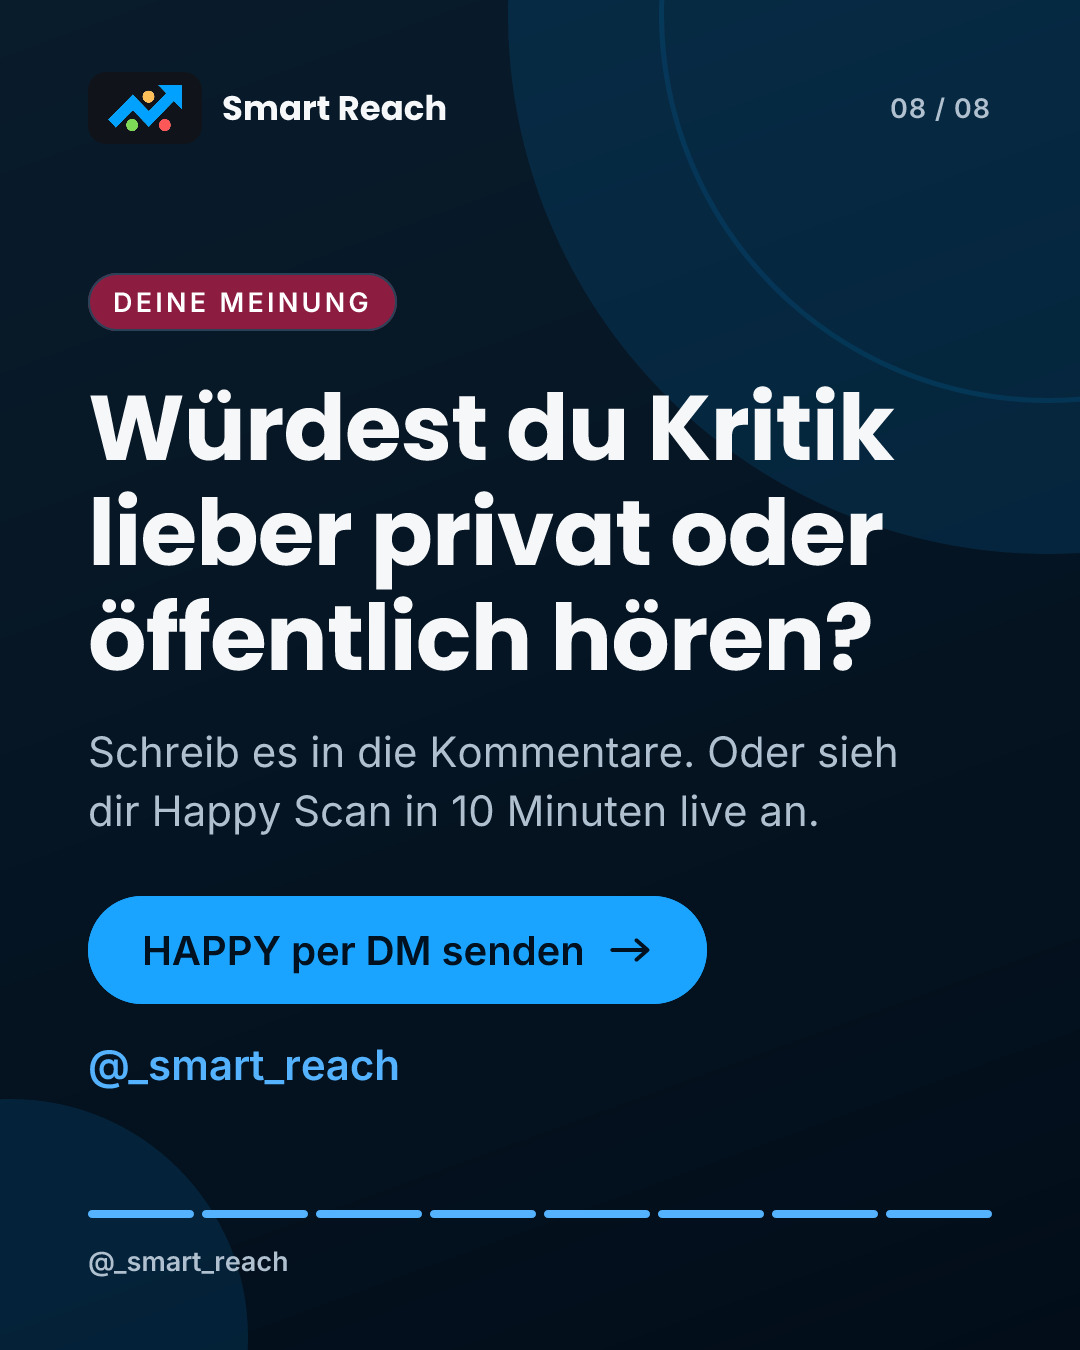 Smart Reach
08 / 08
DEINE MEINUNG
Würdest du Kritik
lieber privat oder
öffentlich hören?
Schreib es in die Kommentare. Oder sieh
dir Happy Scan in 10 Minuten live an.
HAPPY per DM senden →
@_smart_reach
@_smart_reach